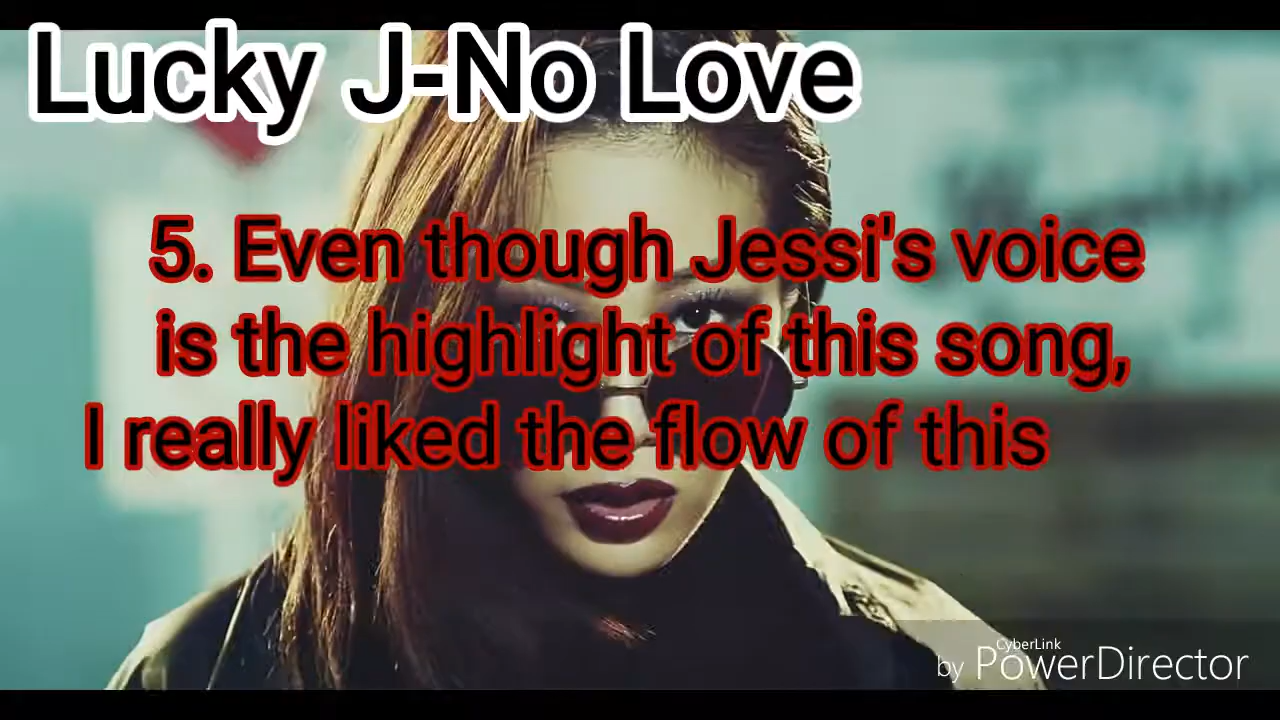 Lucky J-No Love
5. Even though Jessi's voice
is the highlight of this song,
I really liked the flow of this
CyberLink
by PowerDirector